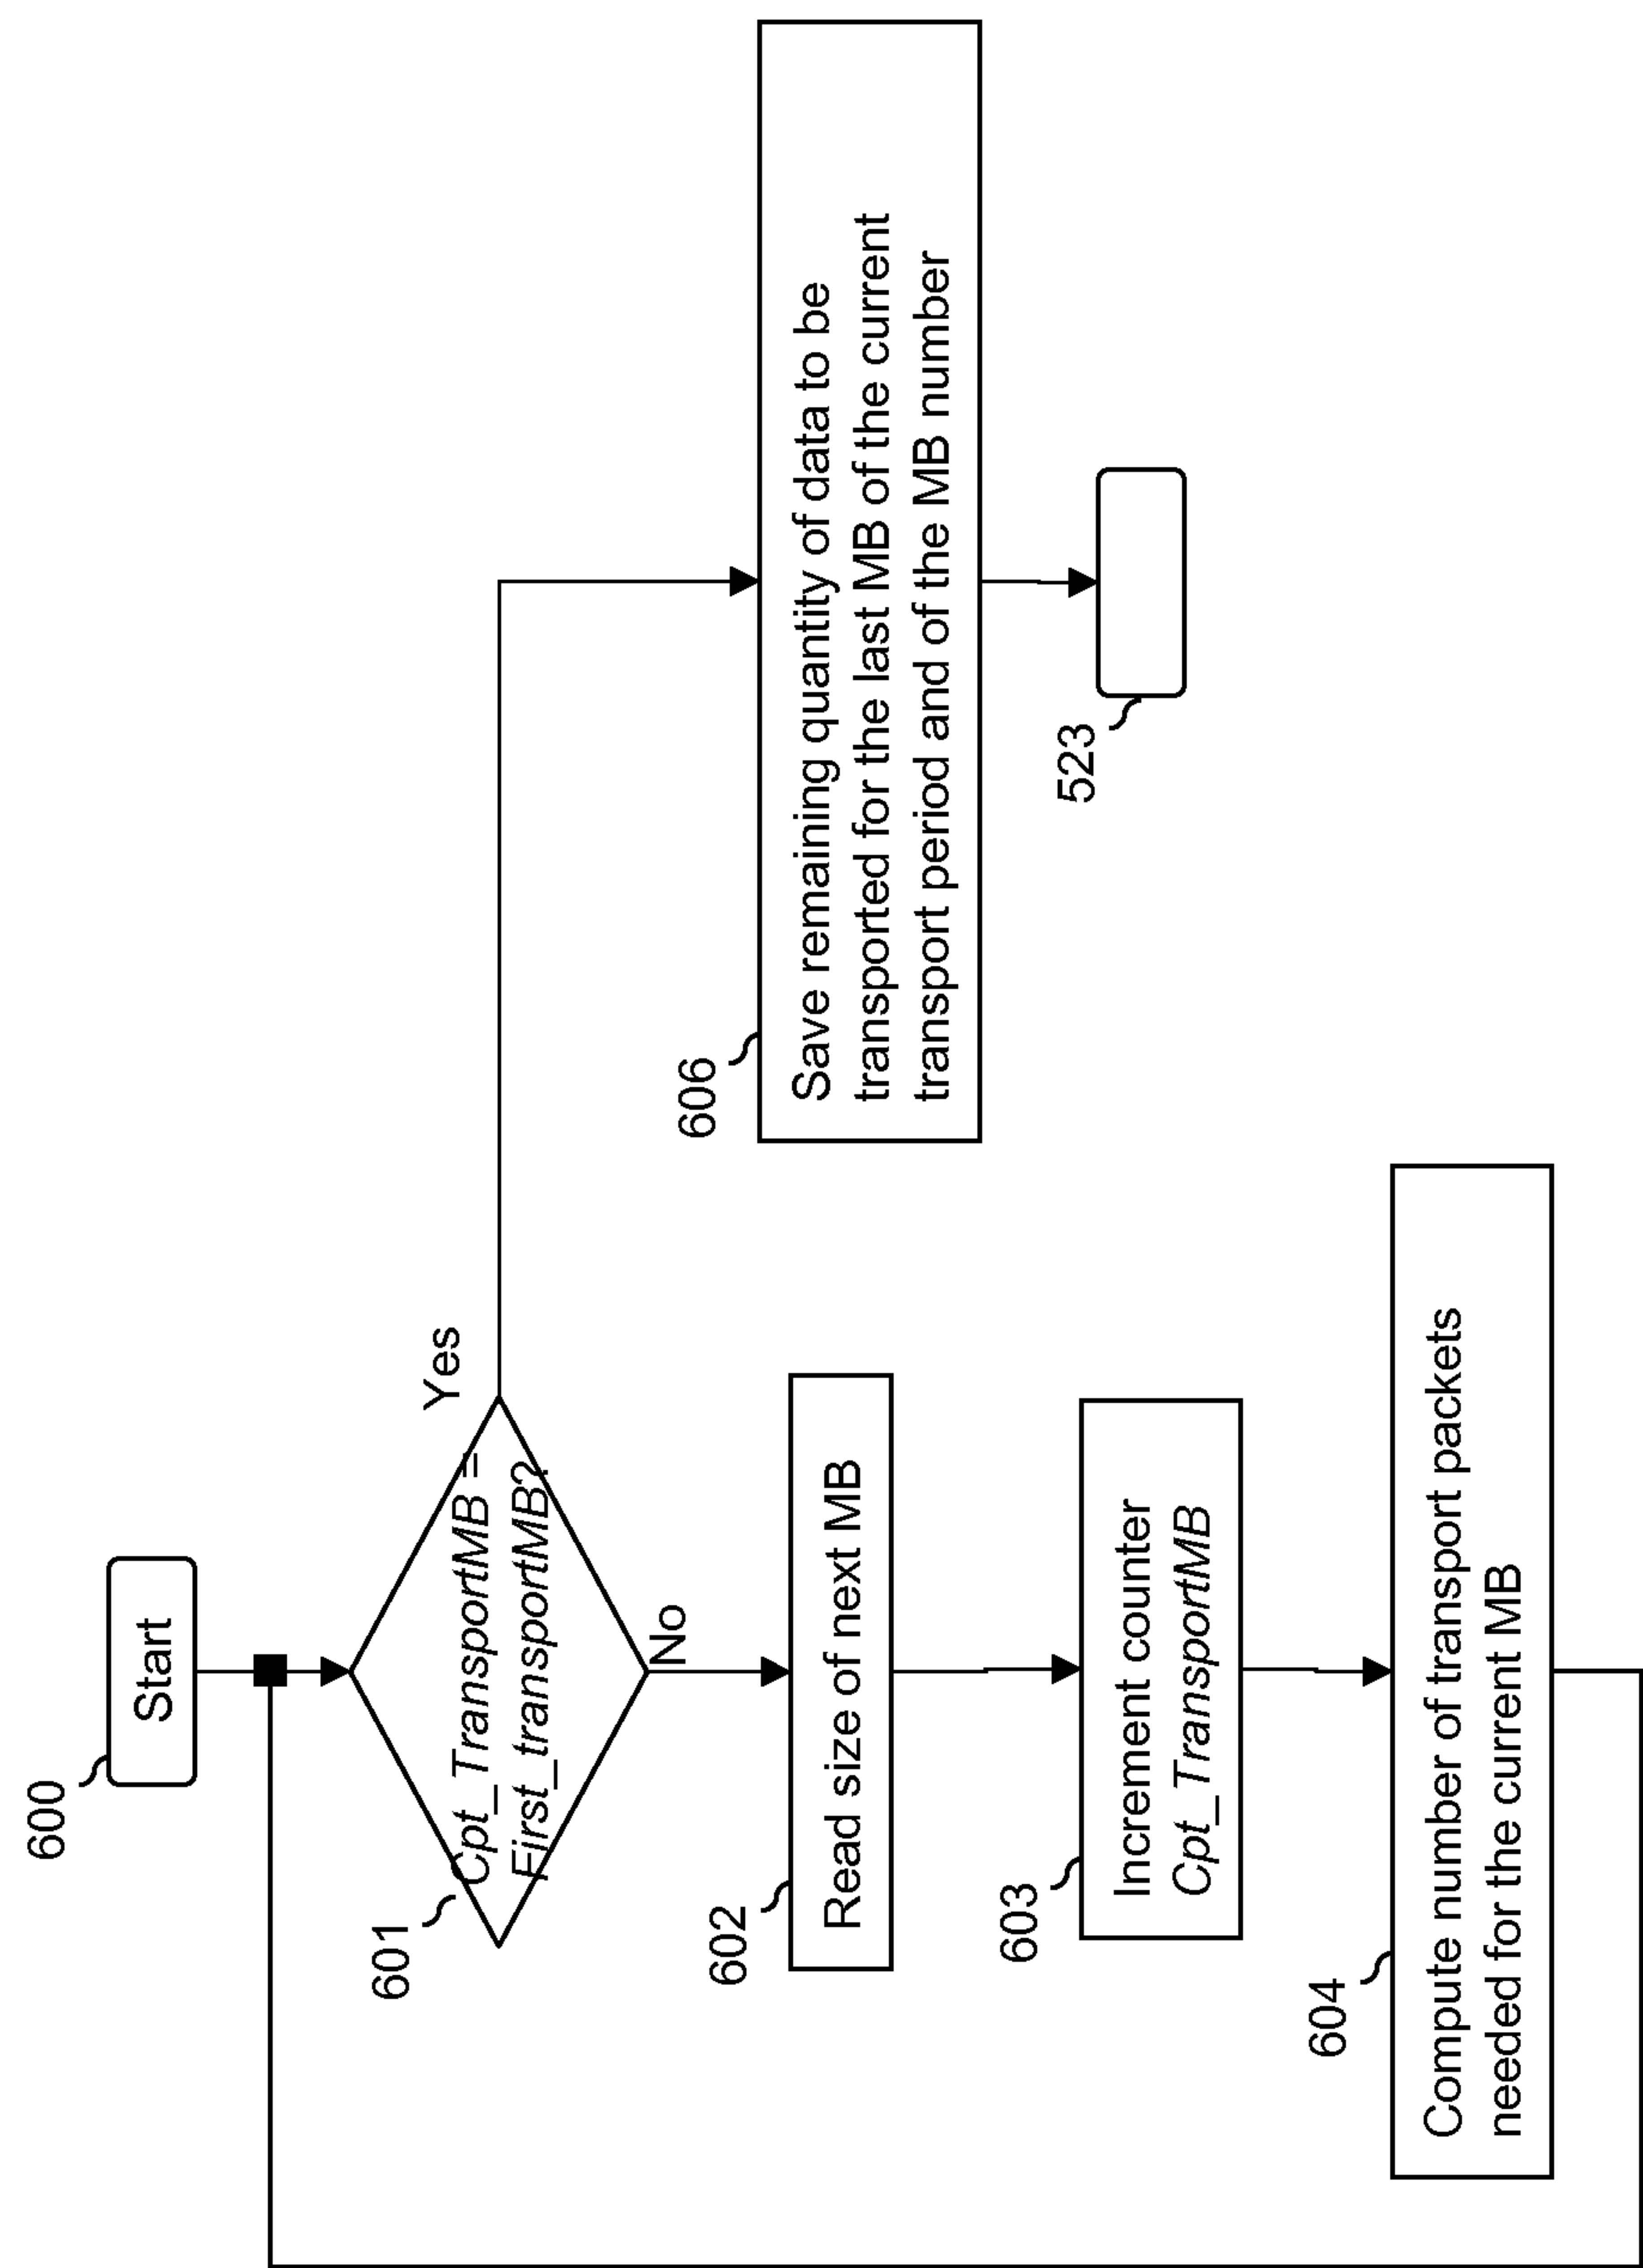 600
Start
601
Cpt_TransportMB =
First_transportMB?
Yes
No
602
Read size of next MB
603
Increment counter
Cpt_TransportMB
604
Compute number of transport packets
needed for the current MB
606
Save remaining quantity of data to be
transported for the last MB of the current
transport period and of the MB number
523